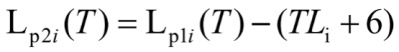 L_{p2i}(T) = L_{p1i}(T) − (TL_i + 6)